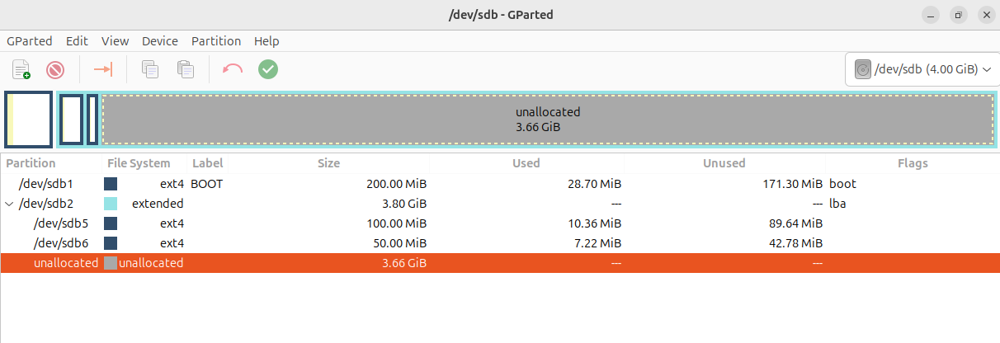 /dev/sdb - GParted
GParted Edit View Device Partition Help
/dev/sdb (4.00 GiB)
unallocated
3.66 GiB
Partition File System Label Size Used Unused Flags
/dev/sdb1 ext4 BOOT 200.00 MiB 28.70 MiB 171.30 MiB boot
/dev/sdb2 extended 3.80 GiB --- --- lba
/dev/sdb5 ext4 100.00 MiB 10.36 MiB 89.64 MiB
/dev/sdb6 ext4 50.00 MiB 7.22 MiB 42.78 MiB
unallocated unallocated 3.66 GiB --- ---